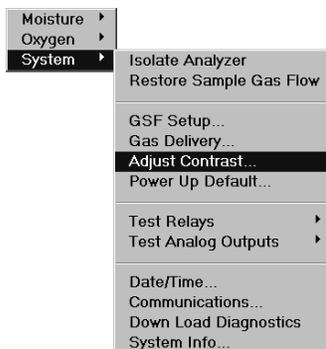 Moisture
Oxygen
System
Isolate Analyzer
Restore Sample Gas Flow
GSF Setup...
Gas Delivery...
Adjust Contrast...
Power Up Default...
Test Relays
Test Analog Outputs
Date/Time...
Communications...
Down Load Diagnostics
System Info...